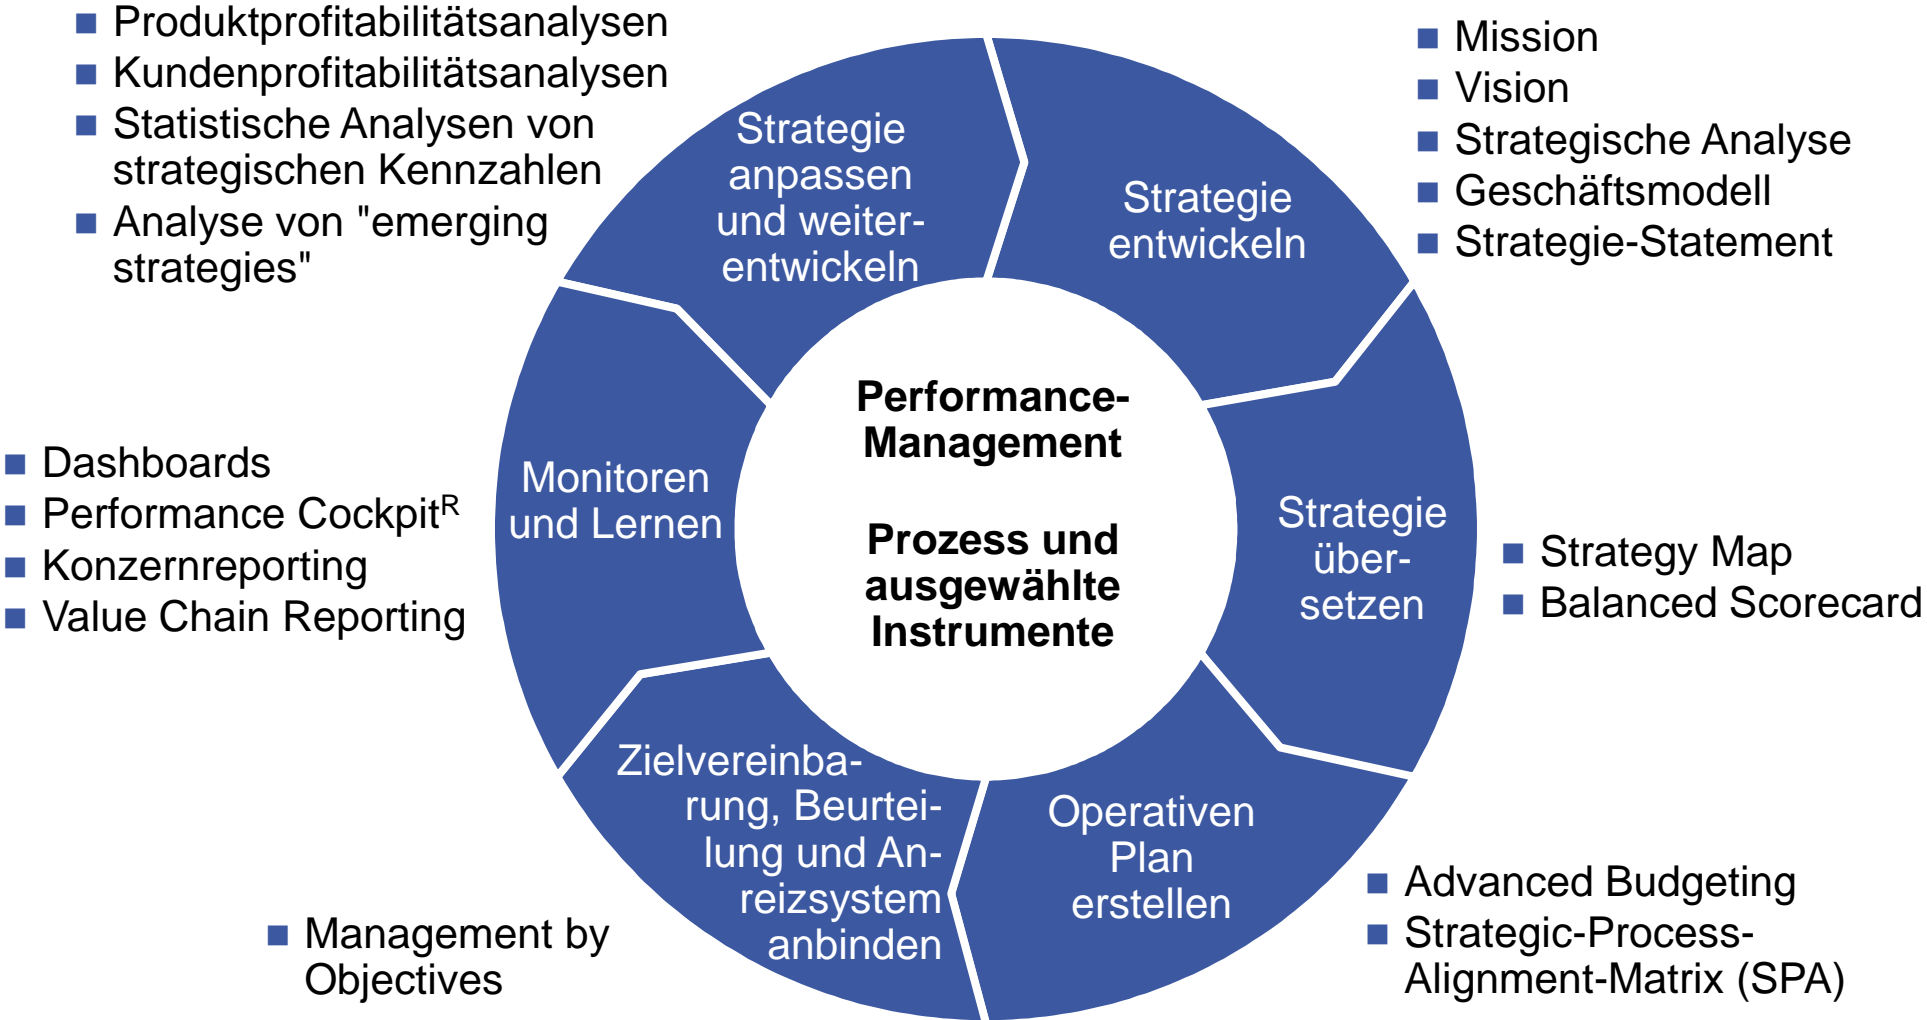 Produktprofitabilitätsanalysen
Kundenprofitabilitätsanalysen
Statistische Analysen von
strategischen Kennzahlen
Analyse von "emerging
strategies"
Mission
Vision
Strategische Analyse
Geschäftsmodell
Strategie-Statement
Strategie
anpassen
und weiter-
entwickeln
Strategie
entwickeln
Performance-
Management
Prozess und
ausgewählte
Instrumente
Monitoren
und Lernen
Strategie
über-
setzen
Dashboards
Performance CockpitR
Konzernreporting
Value Chain Reporting
Strategy Map
Balanced Scorecard
Zielvereinba-
rung, Beurtei-
lung und An-
reizsystem
anbinden
Operativen
Plan
erstellen
Management by
Objectives
Advanced Budgeting
Strategic-Process-
Alignment-Matrix (SPA)